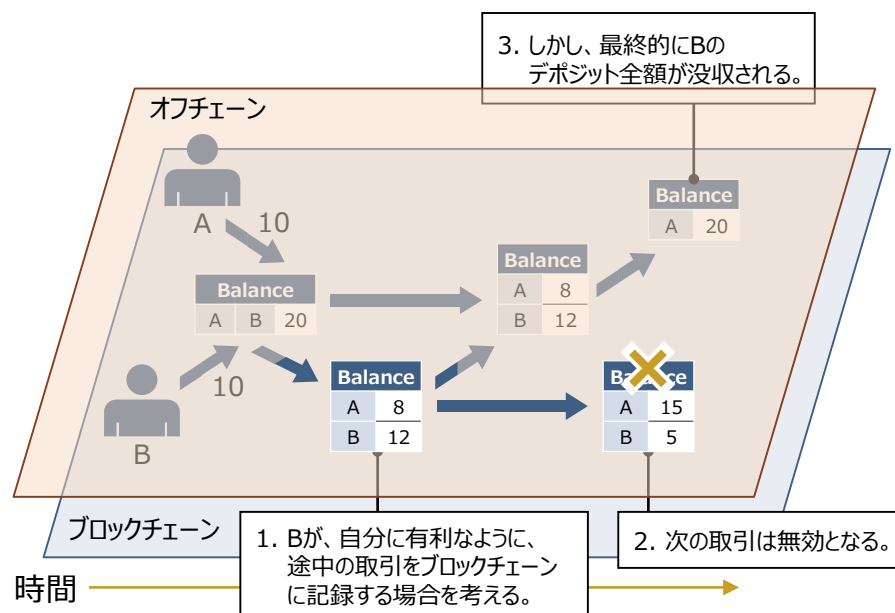 3. しかし、最終的にBの
デポジット全額が没収される。
オフチェーン
A
10
Balance
A 20
Balance
A 8
B 12
Balance
A B 20
10
B
Balance
A 8
B 12
Balance
A 15
B 5
ブロックチェーン
1. Bが、自分に有利なように、
途中の取引をブロックチェーン
に記録する場合を考える。
2. 次の取引は無効となる。
時間